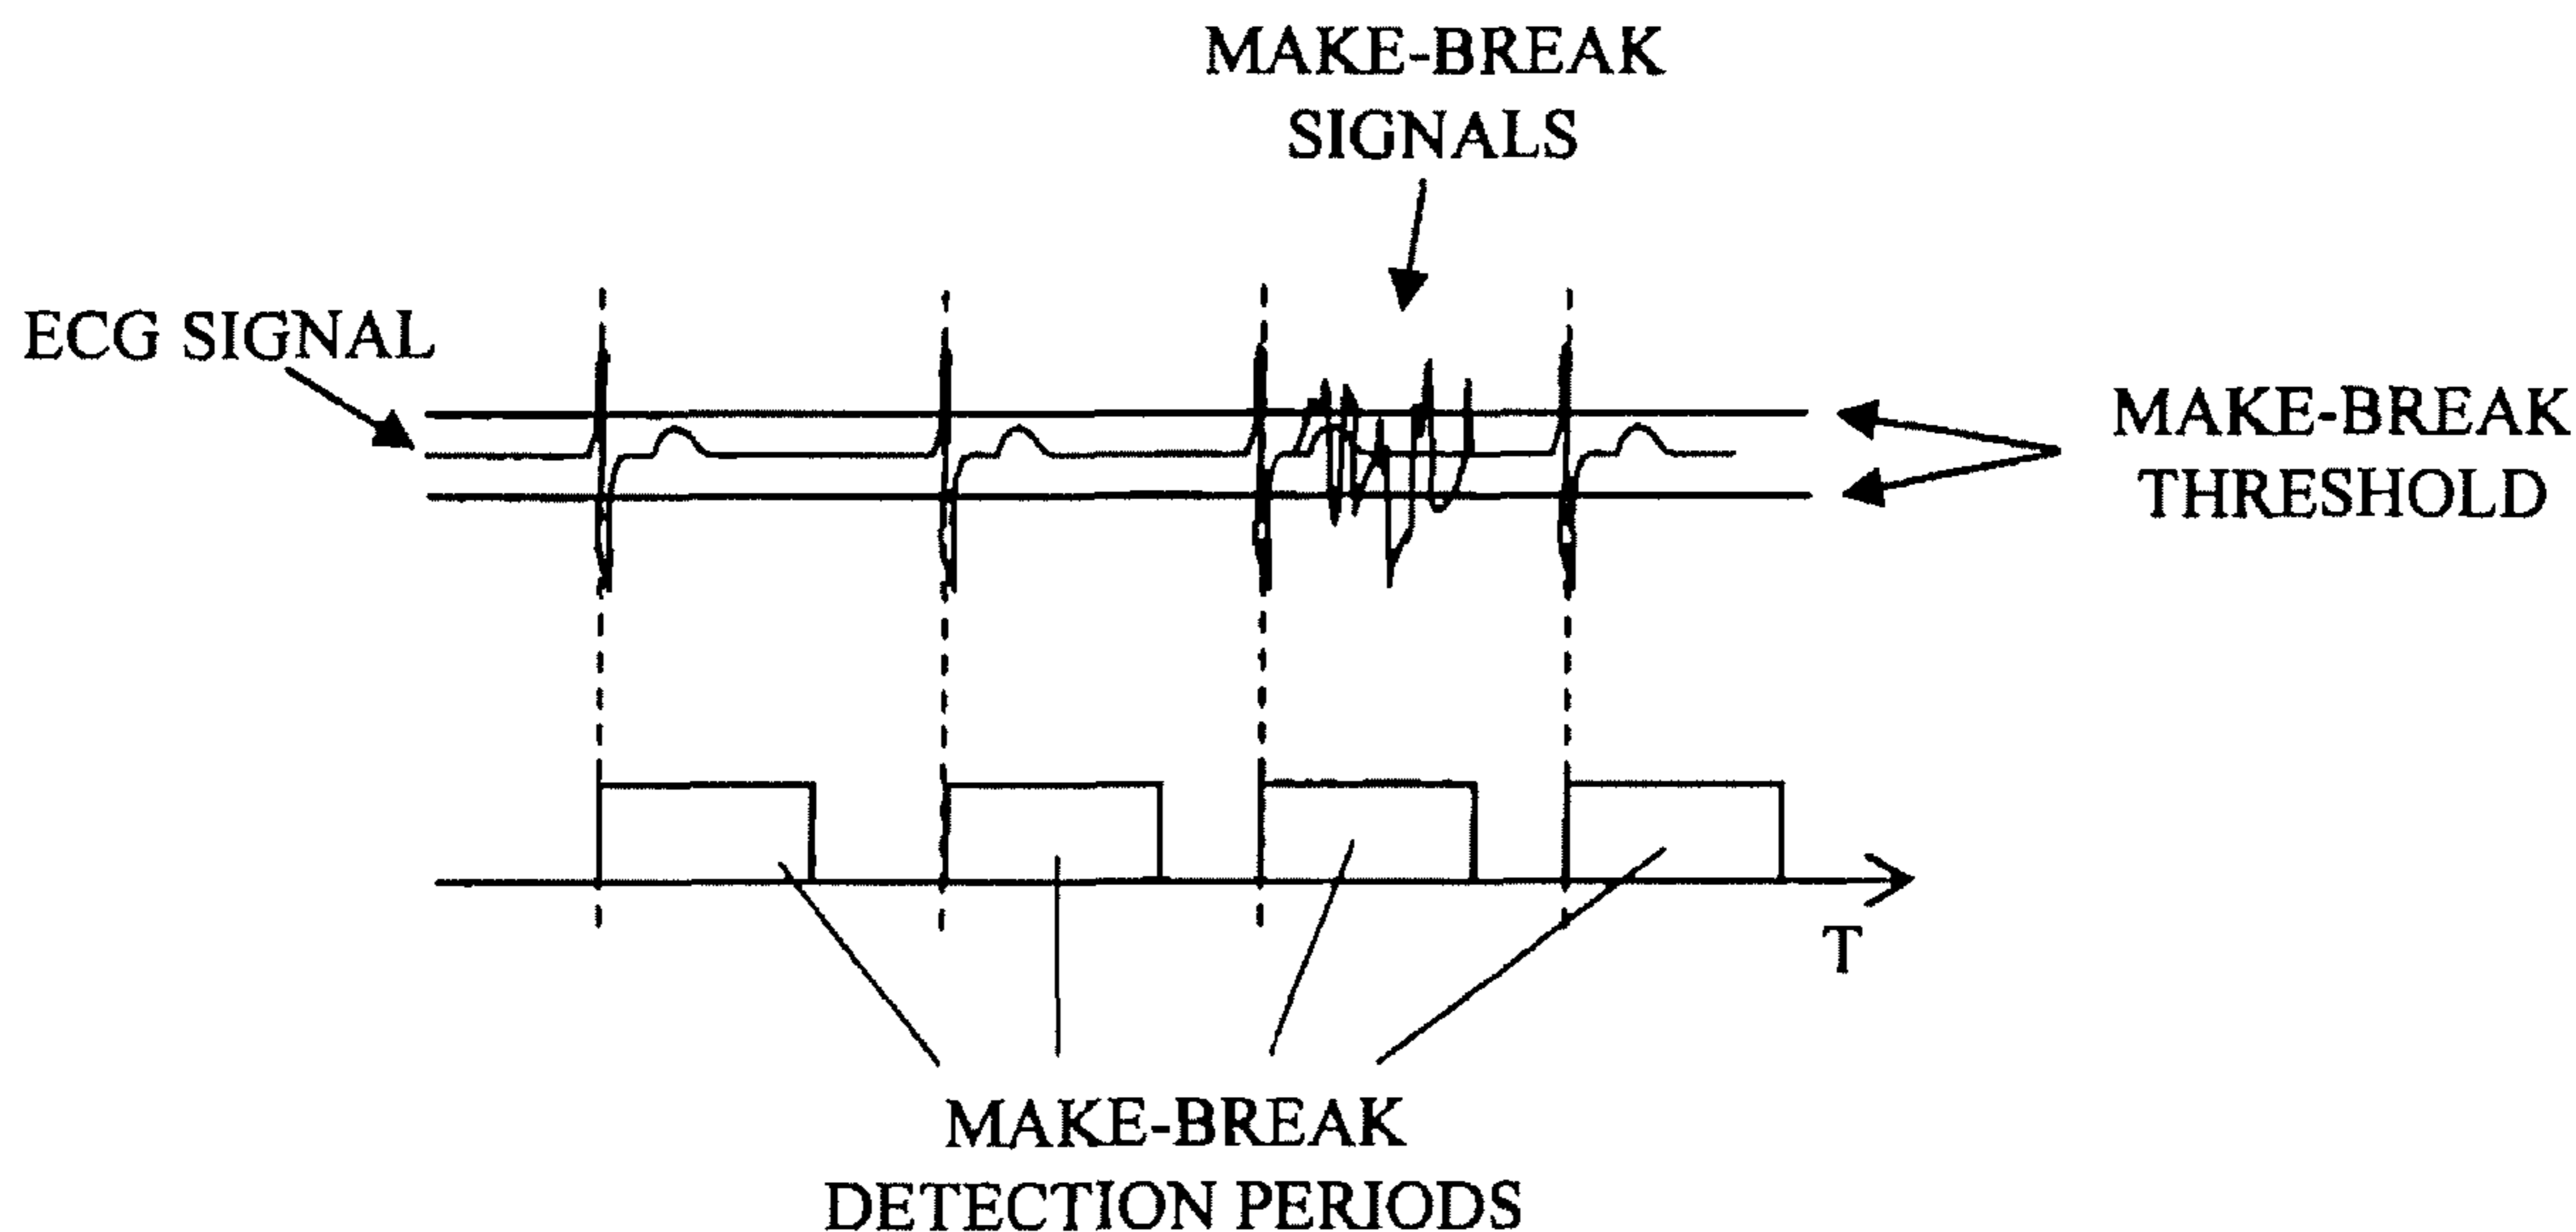 MAKE-BREAK
SIGNALS
ECG SIGNAL
MAKE-BREAK
THRESHOLD
T
MAKE-BREAK
DETECTION PERIODS